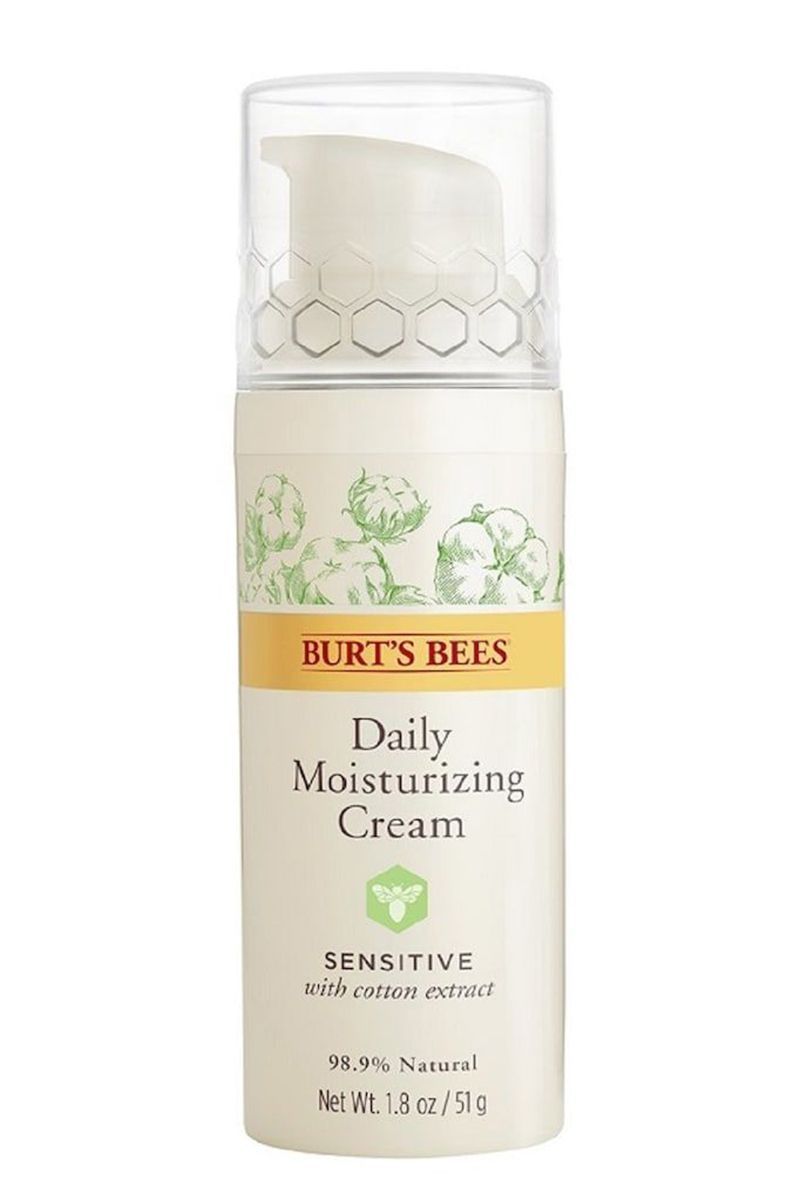 BURT'S BEES
Daily
Moisturizing
Cream
SENSITIVE
with cotton extract
98.9% Natural
Net Wt. 1.8 oz / 51 g